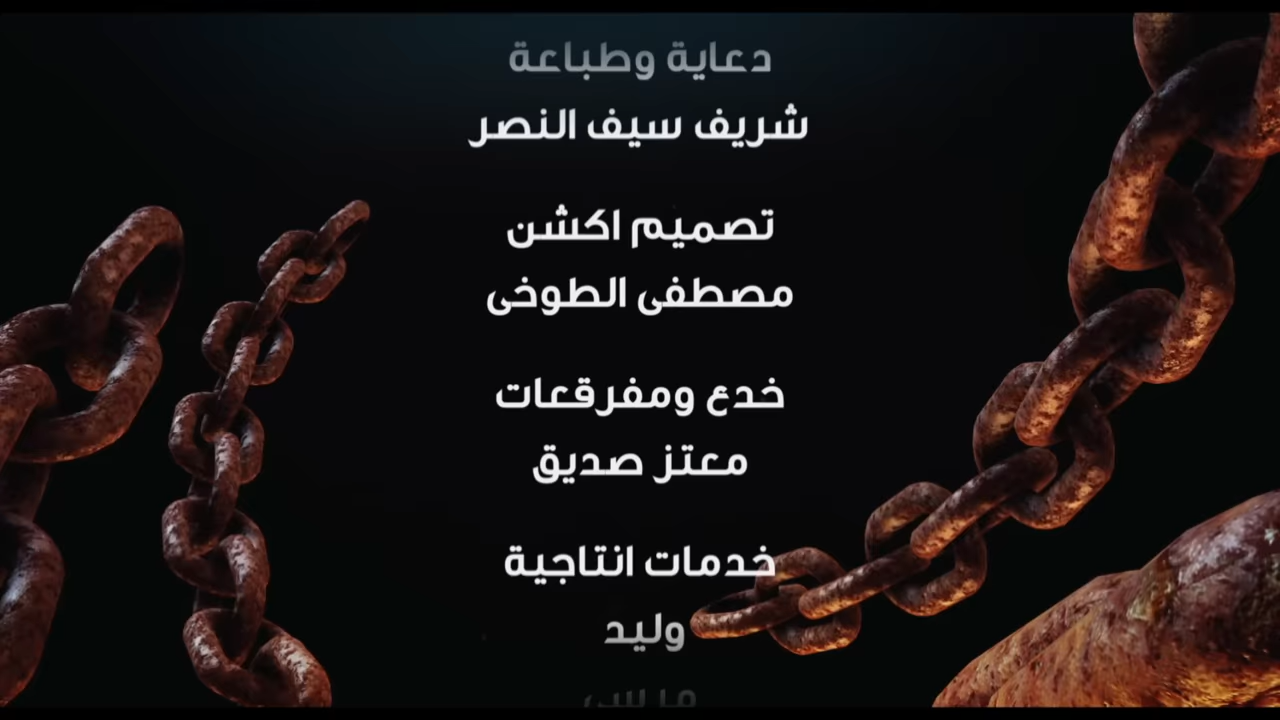 دعاية وطباعة
شريف سيف النصر
تصميم اكشن
مصطفى الطوخى
خدع ومفرقعات
معتز صديق
خدمات انتاجية
وليد